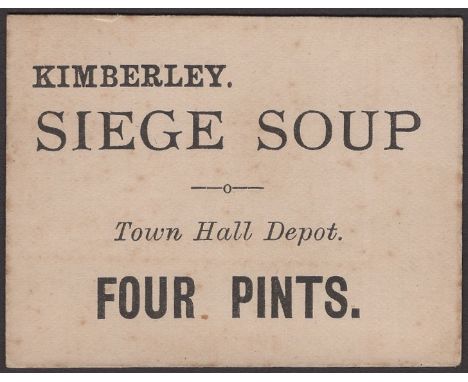 KIMBERLEY.
SIEGE SOUP
—o—
Town Hall Depot.
FOUR PINTS.